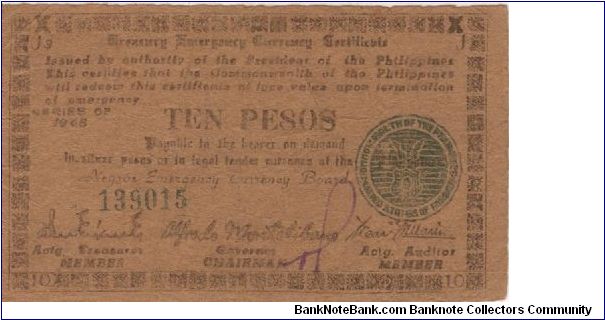 X X
J3 J
Treasury Emergency Currency Certificate
Issued by authority of the President of the Philippines
This certifies that the Commonwealth of the Philippines
will redeem this certificate at face value upon termination
of emergency
SERIES OF
TEN PESOS
Payable to the bearer on demand
In silver pesos or in legal tender currency of the
Negros Emergency Currency Board
139015
Actg. Treasurer Governor Actg. Auditor
MEMBER CHAIRMAN MEMBER
10 10
BankNoteBank.com Banknote Collectors Community